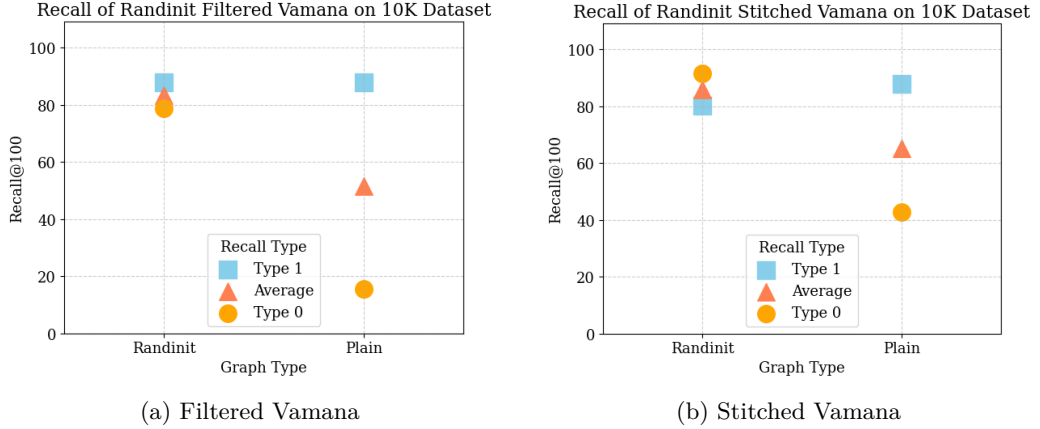 Recall of Randinit Filtered Vamana on 10K Dataset
100
80
60
40
20
0
Recall@100
Recall Type
Type 1
Average
Type 0
Randinit
Plain
Graph Type
(a) Filtered Vamana
Recall of Randinit Stitched Vamana on 10K Dataset
100
80
60
40
20
0
Recall@100
Recall Type
Type 1
Average
Type 0
Randinit
Plain
Graph Type
(b) Stitched Vamana